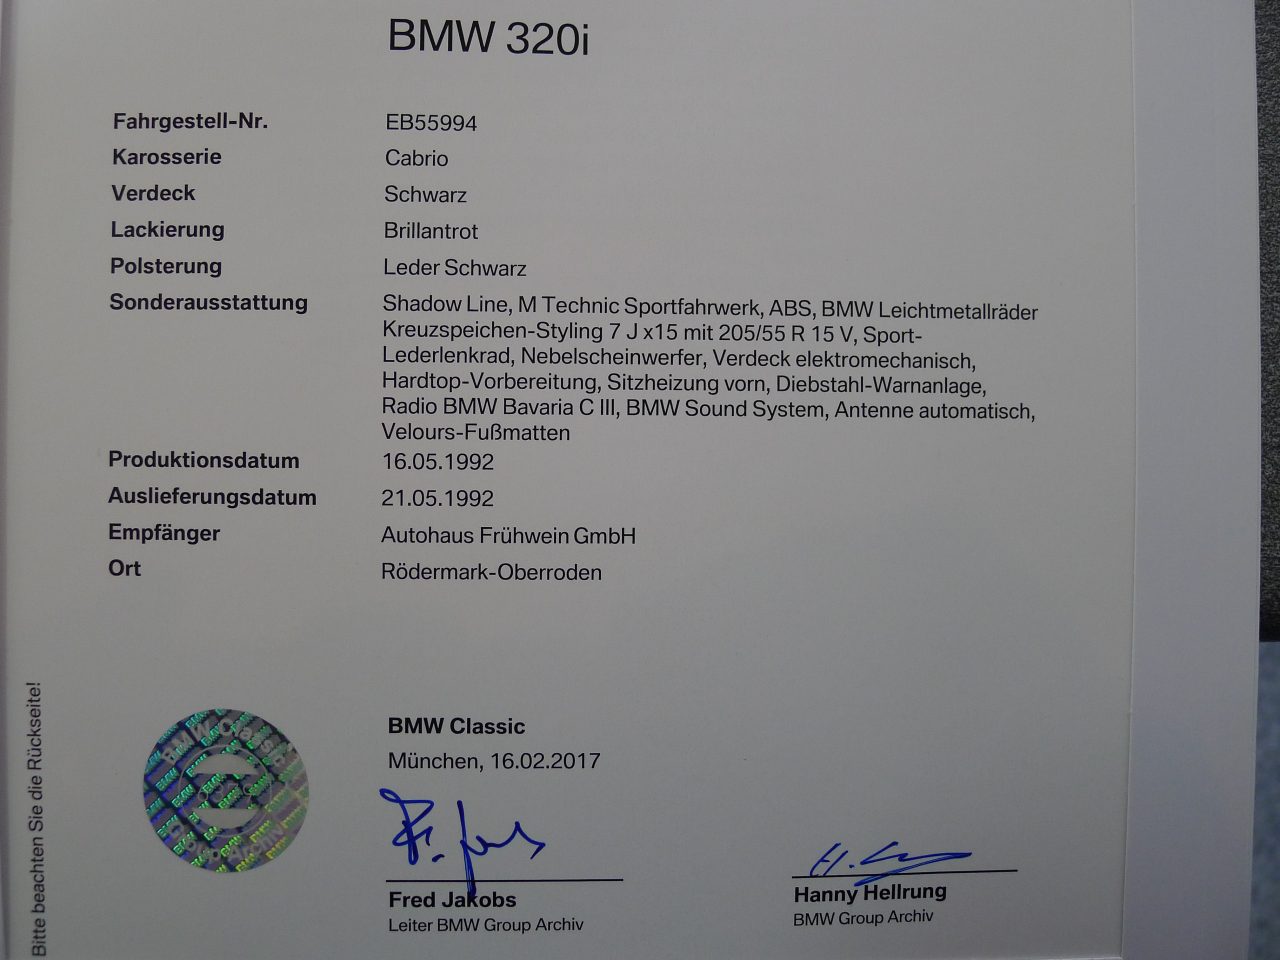 BMW 320i
Fahrgestell-Nr. EB55994
Karosserie Cabrio
Verdeck Schwarz
Lackierung Brillantrot
Polsterung Leder Schwarz
Sonderausstattung Shadow Line, M Technic Sportfahrwerk, ABS, BMW Leichtmetallräder
Kreuzspeichen-Styling 7 J x15 mit 205/55 R 15 V, Sport-
Lederlenkrad, Nebelscheinwerfer, Verdeck elektromechanisch,
Hardtop-Vorbereitung, Sitzheizung vorn, Diebstahl-Warnanlage,
Radio BMW Bavaria C III, BMW Sound System, Antenne automatisch,
Velours-Fußmatten
Produktionsdatum 16.05.1992
Auslieferungsdatum 21.05.1992
Empfänger Autohaus Frühwein GmbH
Ort Rödermark-Oberroden
Bitte beachten Sie die Rückseite!
BMW Classic
Group Archiv
BMW Classic
München, 16.02.2017
Fred Jakobs
Leiter BMW Group Archiv
Hanny Hellrung
BMW Group Archiv